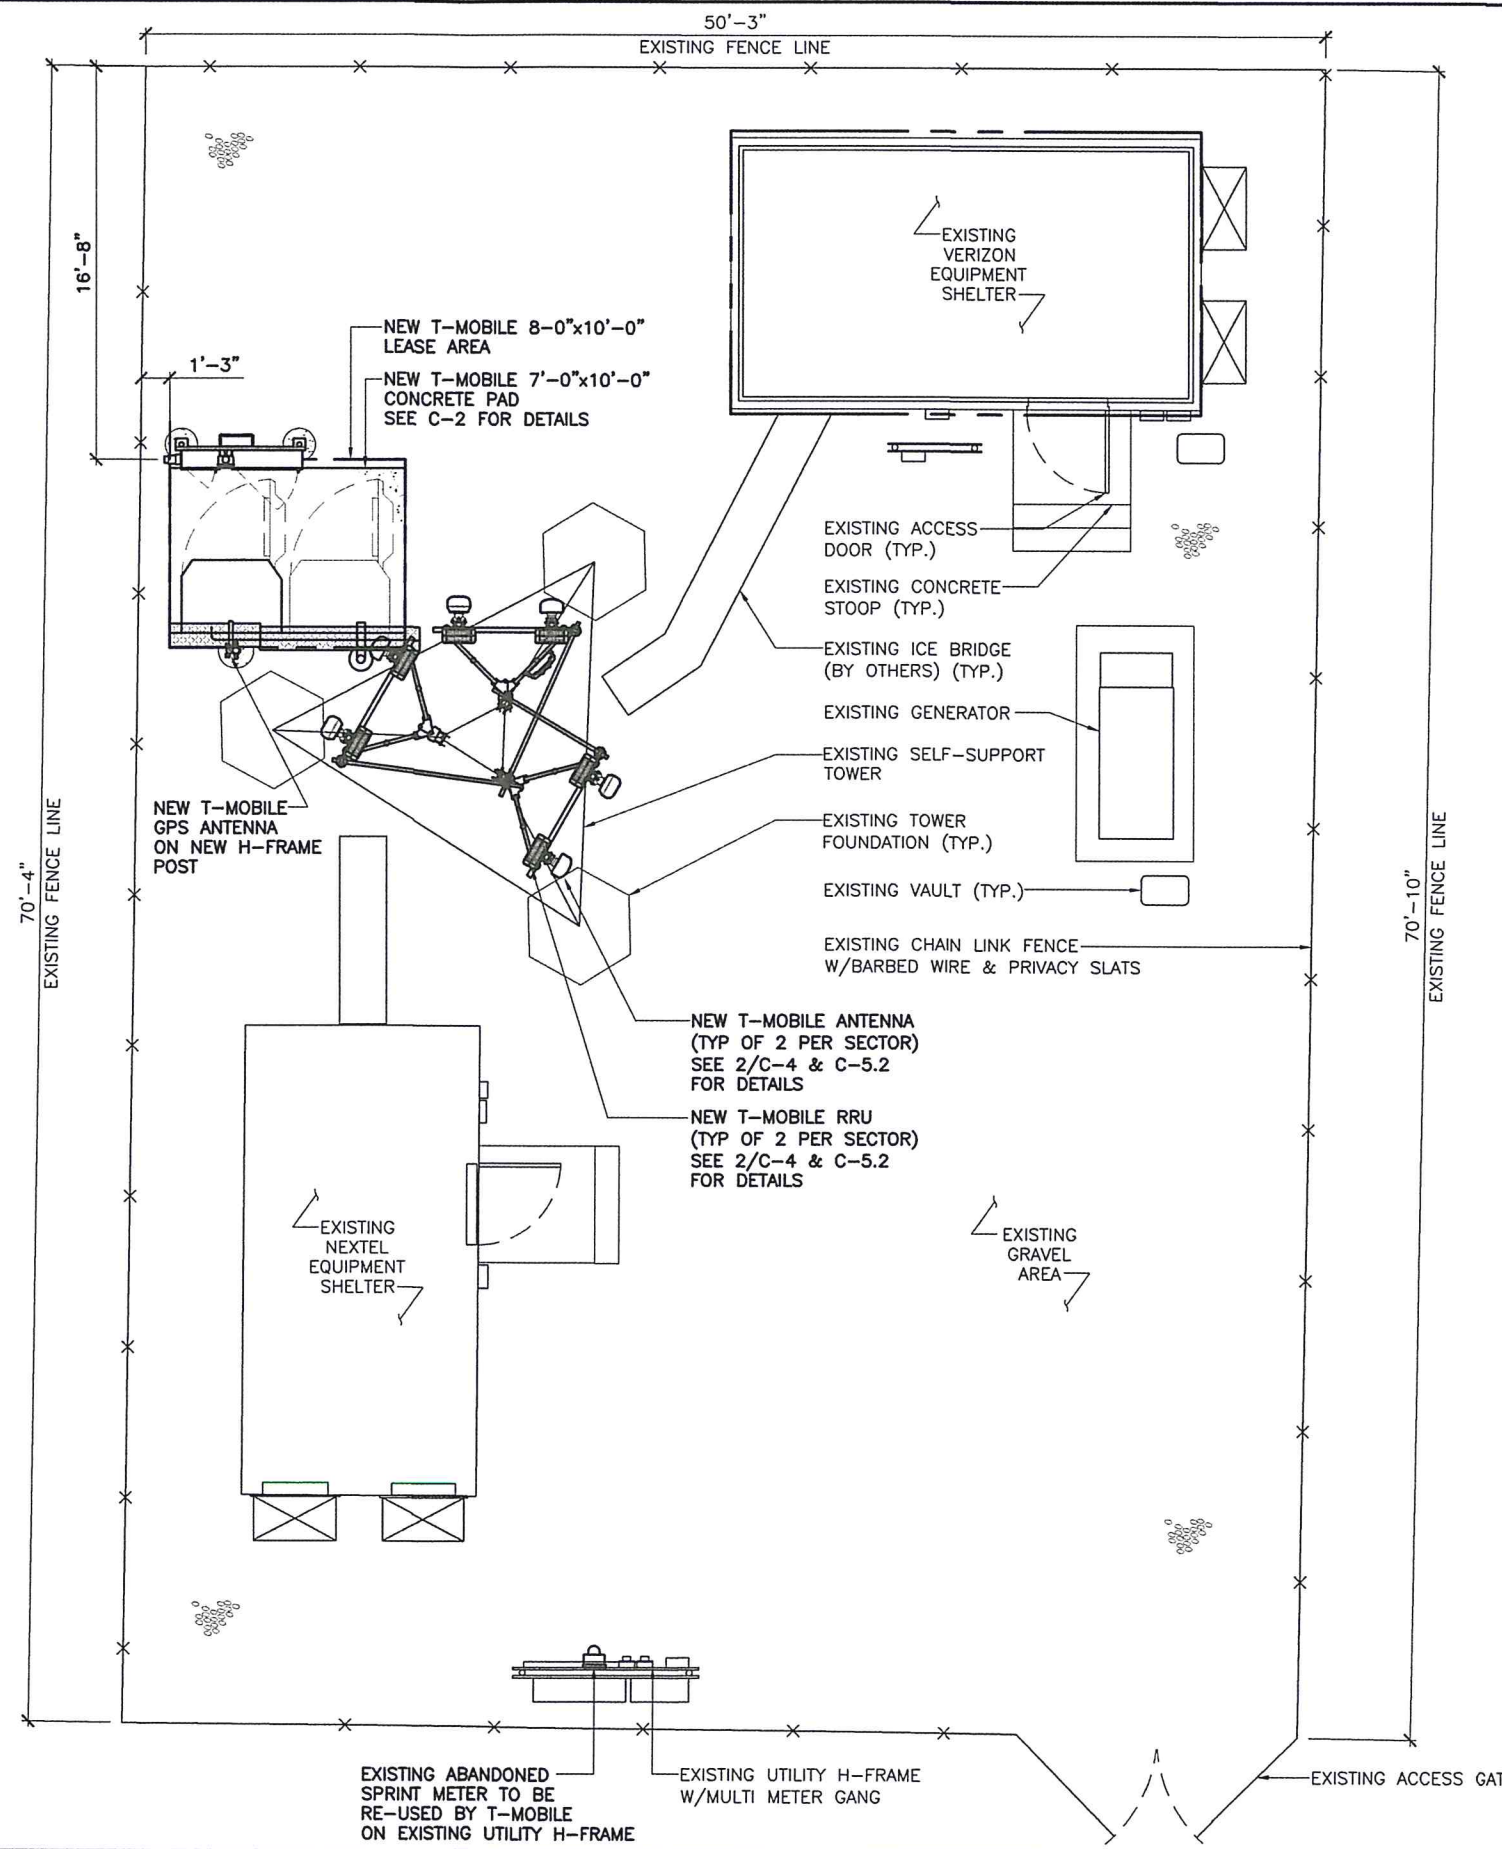 50'-3"
EXISTING FENCE LINE
16'-8"
EXISTING
VERIZON
EQUIPMENT
SHELTER
NEW T-MOBILE 8-0"x10'-0"
LEASE AREA
1'-3"
NEW T-MOBILE 7'-0"x10'-0"
CONCRETE PAD
SEE C-2 FOR DETAILS
EXISTING ACCESS
DOOR (TYP.)
EXISTING CONCRETE
STOOP (TYP.)
EXISTING ICE BRIDGE
(BY OTHERS) (TYP.)
EXISTING GENERATOR
EXISTING SELF-SUPPORT
TOWER
NEW T-MOBILE
GPS ANTENNA
ON NEW H-FRAME
POST
EXISTING TOWER
FOUNDATION (TYP.)
EXISTING VAULT (TYP.)
70'-4"
EXISTING FENCE LINE
70'-10"
EXISTING FENCE LINE
EXISTING CHAIN LINK FENCE
W/BARBED WIRE & PRIVACY SLATS
NEW T-MOBILE ANTENNA
(TYP OF 2 PER SECTOR)
SEE 2/C-4 & C-5.2
FOR DETAILS
NEW T-MOBILE RRU
(TYP OF 2 PER SECTOR)
SEE 2/C-4 & C-5.2
FOR DETAILS
EXISTING
NEXTEL
EQUIPMENT
SHELTER
EXISTING
GRAVEL
AREA
EXISTING ABANDONED
SPRINT METER TO BE
RE-USED BY T-MOBILE
ON EXISTING UTILITY H-FRAME
EXISTING UTILITY H-FRAME
W/MULTI METER GANG
EXISTING ACCESS GAT